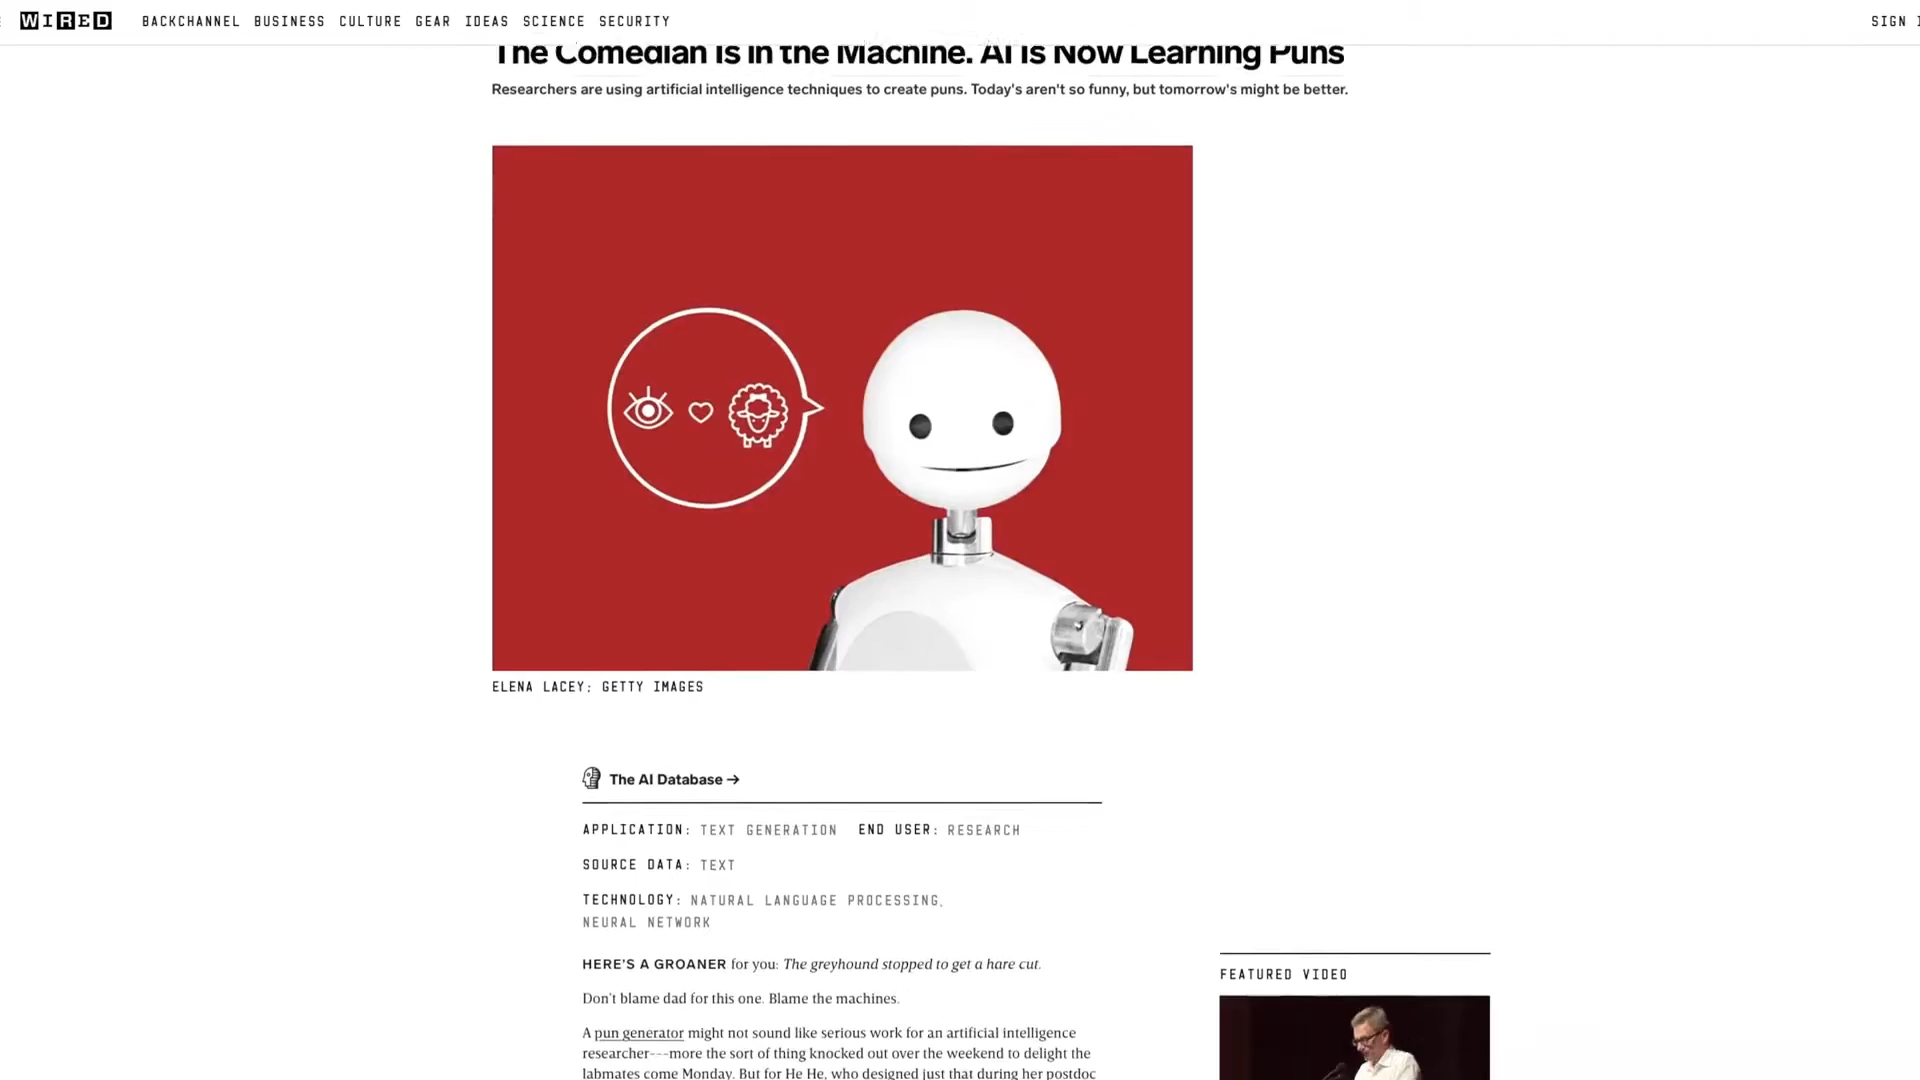 WIRED BACKCHANNEL BUSINESS CULTURE GEAR IDEAS SCIENCE SECURITY SIGN
The Comedian Is in the Machine. AI Is Now Learning Puns
Researchers are using artificial intelligence techniques to create puns. Today's aren't so funny, but tomorrow's might be better.
ELENA LACEY; GETTY IMAGES
The AI Database →
APPLICATION: TEXT GENERATION END USER: RESEARCH
SOURCE DATA: TEXT
TECHNOLOGY: NATURAL LANGUAGE PROCESSING,
NEURAL NETWORK
HERE'S A GROANER for you: The greyhound stopped to get a hare cut.
Don't blame dad for this one. Blame the machines.
A pun generator might not sound like serious work for an artificial intelligence
researcher---more the sort of thing knocked out over the weekend to delight the
labmates come Monday. But for He He, who designed just that during her postdoc
FEATURED VIDEO